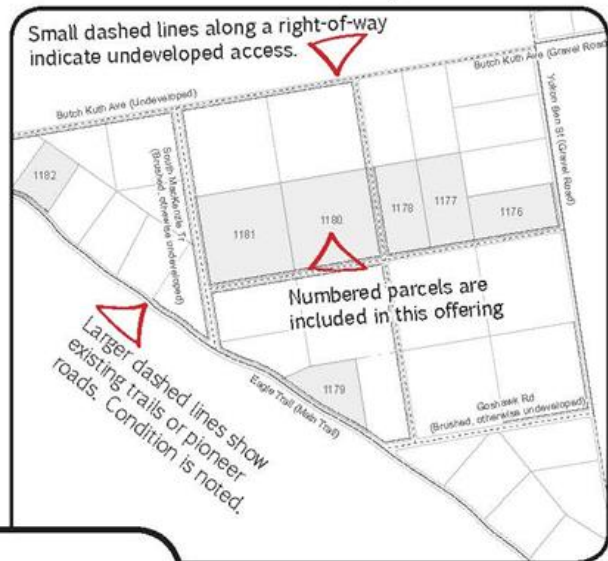 Small dashed lines along a right-of-way
indicate undeveloped access.
Butch Kuth Ave (Undeveloped)
Butch Kuth Ave (Gravel Road)
Yukon Ben St (Gravel Road)
South MacKenzie Tr
(Brushed, otherwise undeveloped)
1182
1181
1180
1178
1177
1176
Numbered parcels are
included in this offering
Larger dashed lines show
existing trails or pioneer
roads. Condition is noted.
1179
Eagle Trail (Main Trail)
Goshawk Rd
(Brushed, otherwise undeveloped)